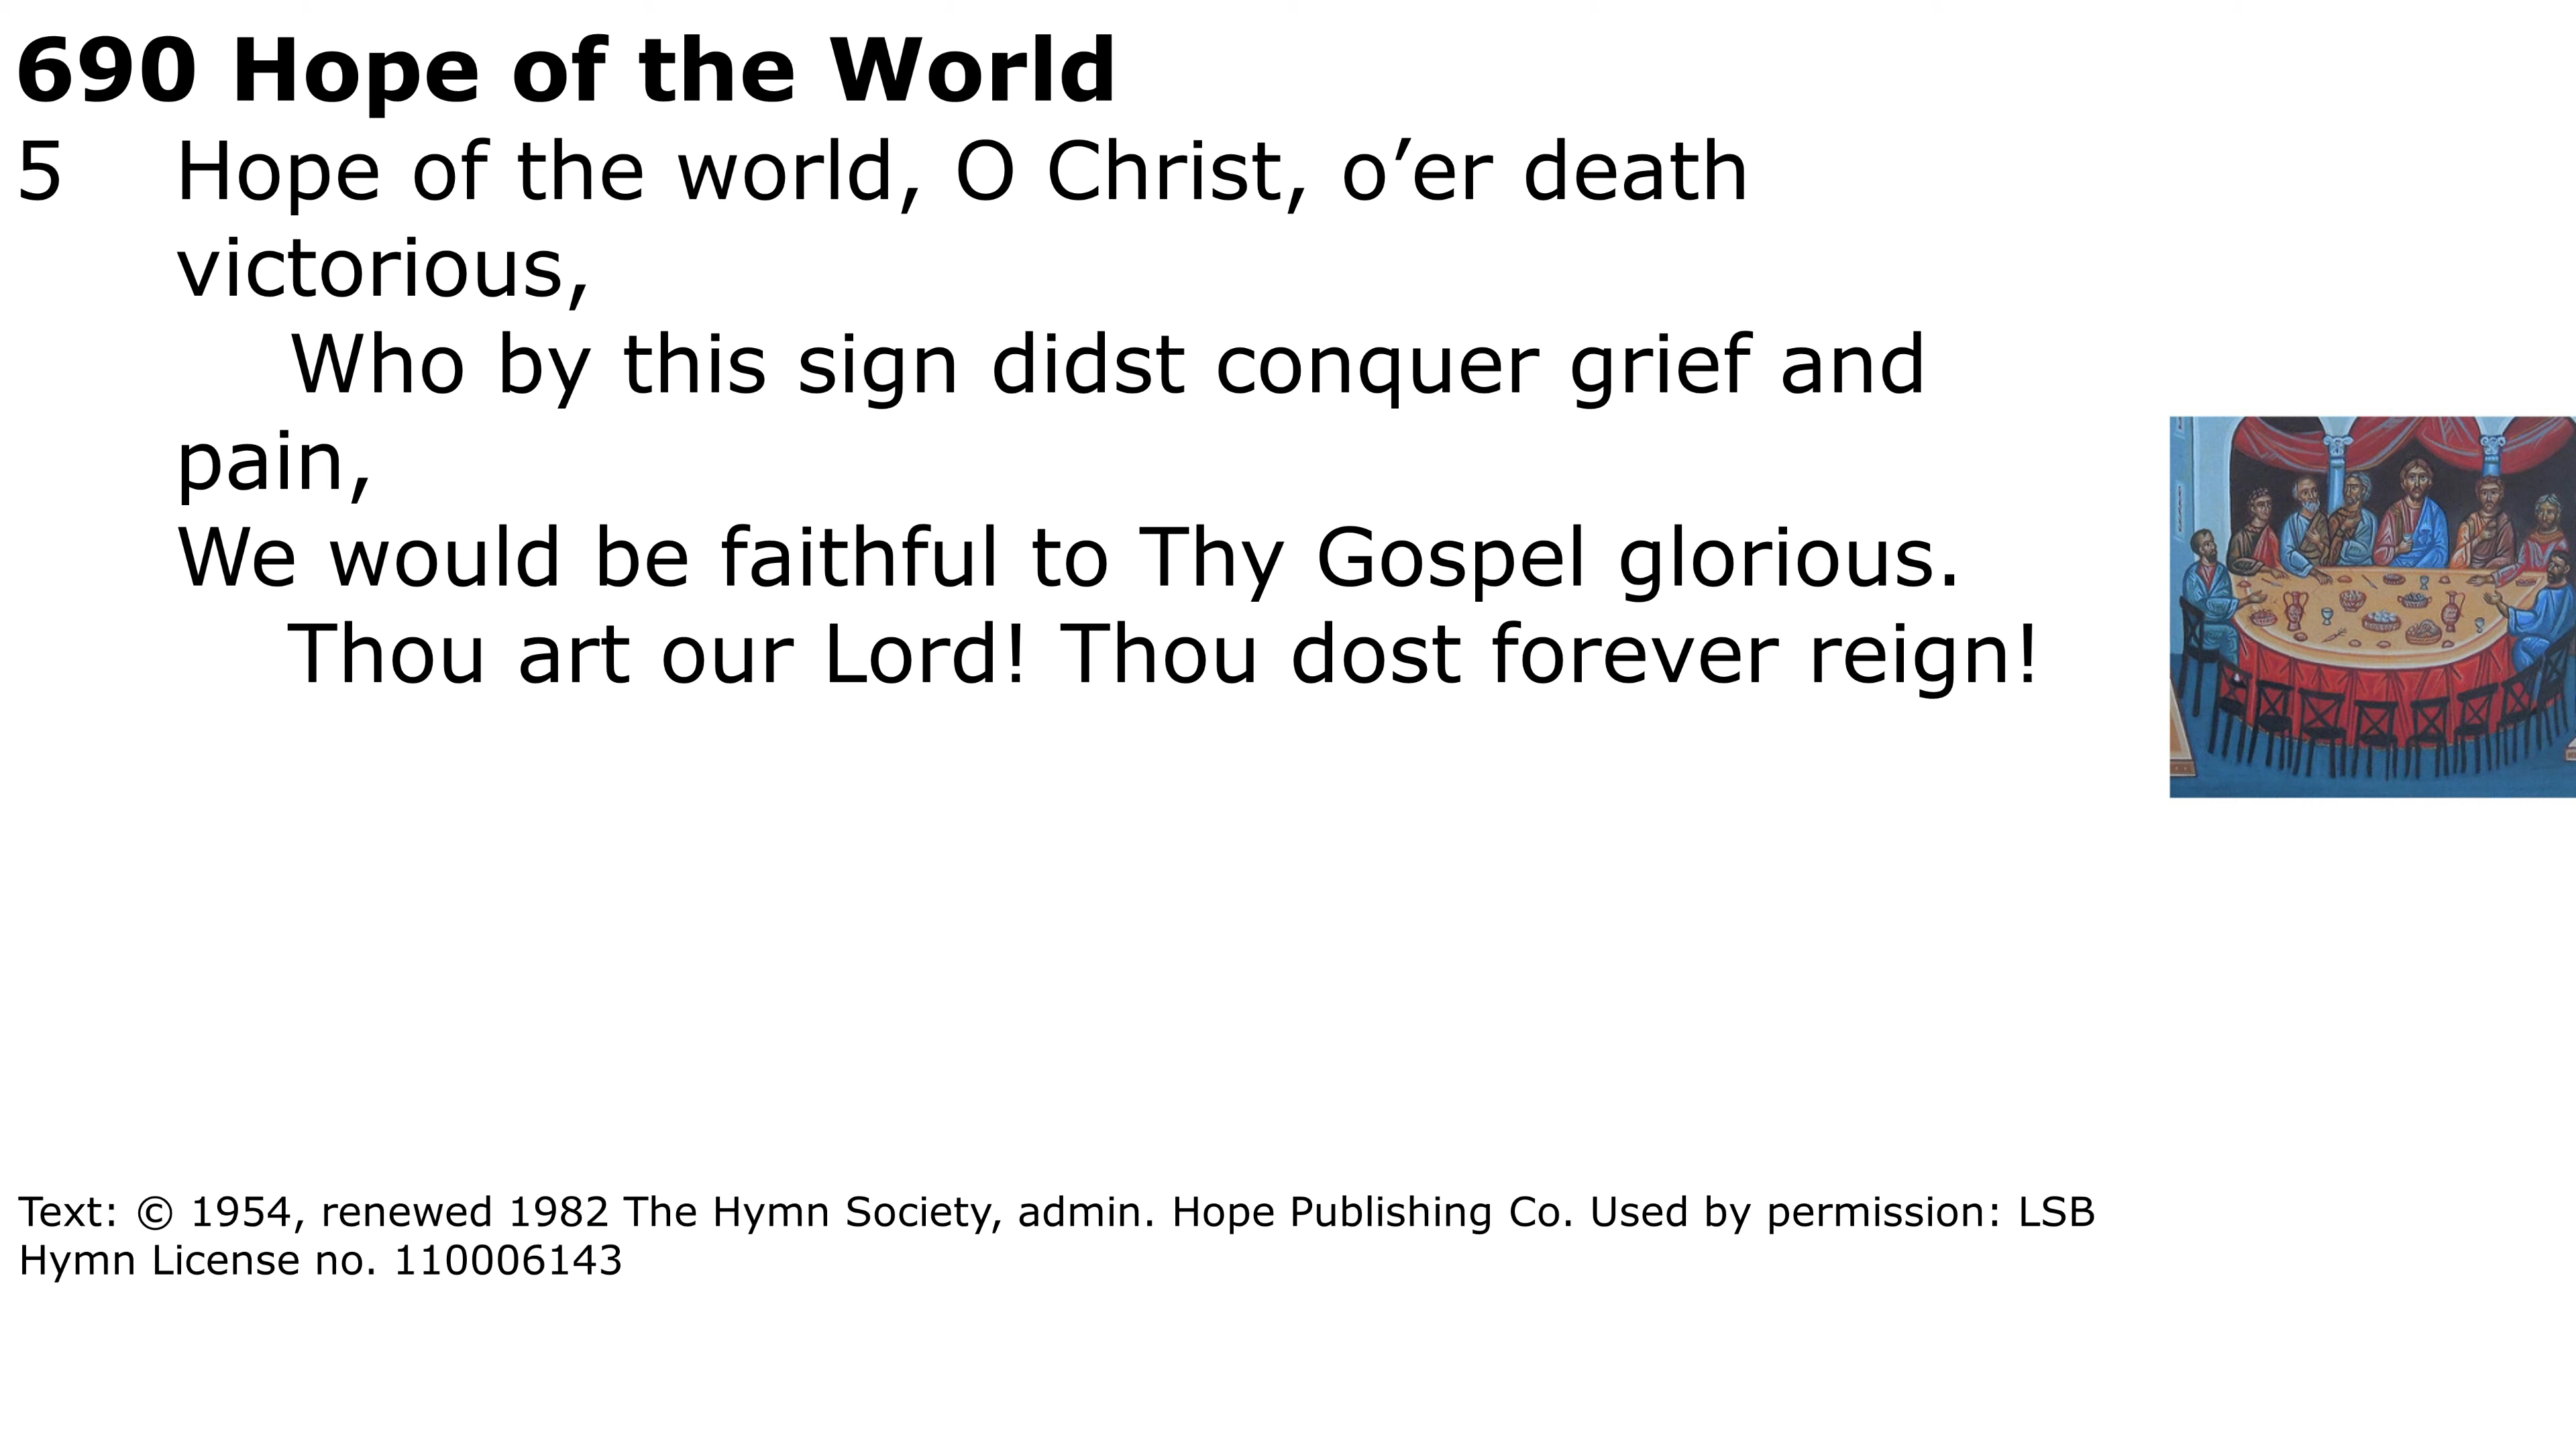 690 Hope of the World
5 Hope of the world, O Christ, o’er death
victorious,
Who by this sign didst conquer grief and
pain,
We would be faithful to Thy Gospel glorious.
Thou art our Lord! Thou dost forever reign!
Text: © 1954, renewed 1982 The Hymn Society, admin. Hope Publishing Co. Used by permission: LSB
Hymn License no. 110006143